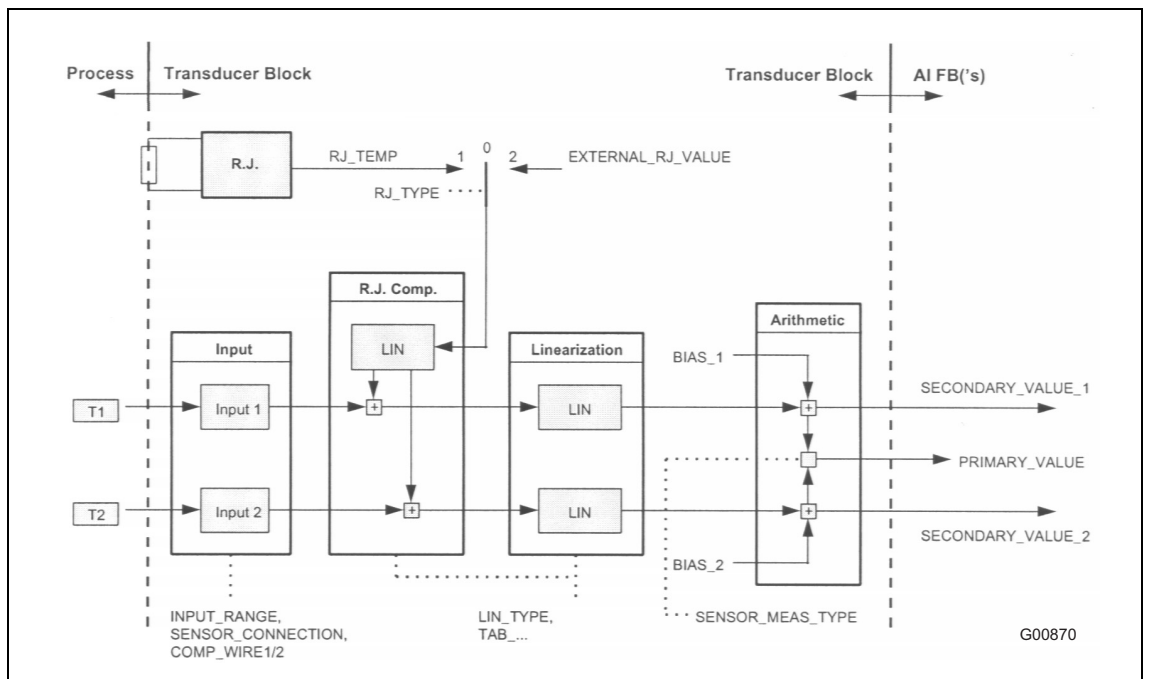 Process
Transducer Block
Transducer Block
AI FB('s)
R.J.
RJ_TEMP
1
0
2
EXTERNAL_RJ_VALUE
RJ_TYPE
R.J. Comp.
LIN
Input
Linearization
Arithmetic
BIAS_1
T1
Input 1
+
LIN
+
SECONDARY_VALUE_1
PRIMARY_VALUE
T2
Input 2
+
LIN
+
SECONDARY_VALUE_2
BIAS_2
INPUT_RANGE,
SENSOR_CONNECTION,
COMP_WIRE1/2
LIN_TYPE,
TAB_...
SENSOR_MEAS_TYPE
G00870